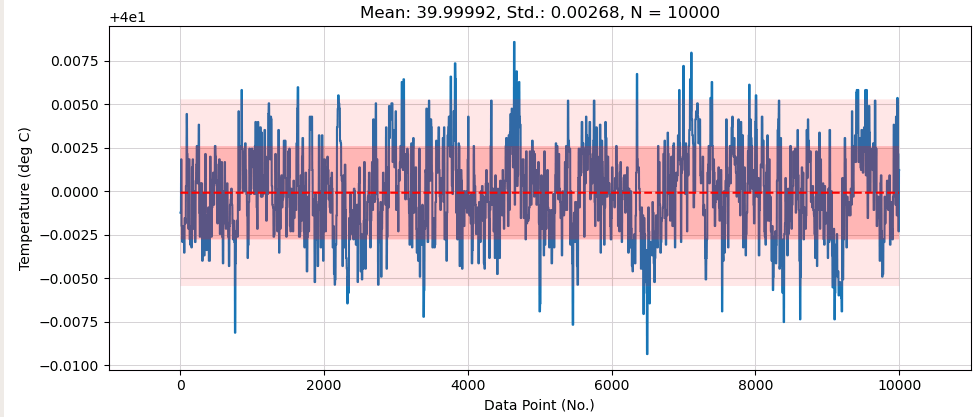 Mean: 39.99992, Std.: 0.00268, N = 10000
+4e1
0.0075
0.0050
0.0025
0.0000
−0.0025
−0.0050
−0.0075
−0.0100
Temperature (deg C)
0 2000 4000 6000 8000 10000
Data Point (No.)